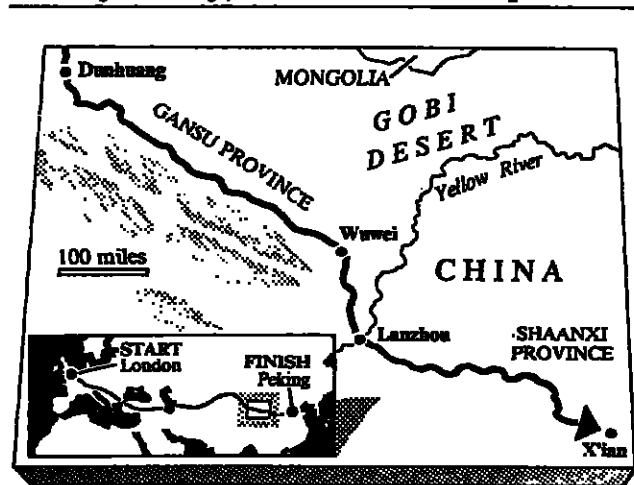 Dunhuang
MONGOLIA
GOBI
DESERT
GANSU PROVINCE
Yellow River
Wuwei
100 miles
CHINA
Lanzhou
SHAANXI
PROVINCE
START
London
FINISH
Peking
X'ian